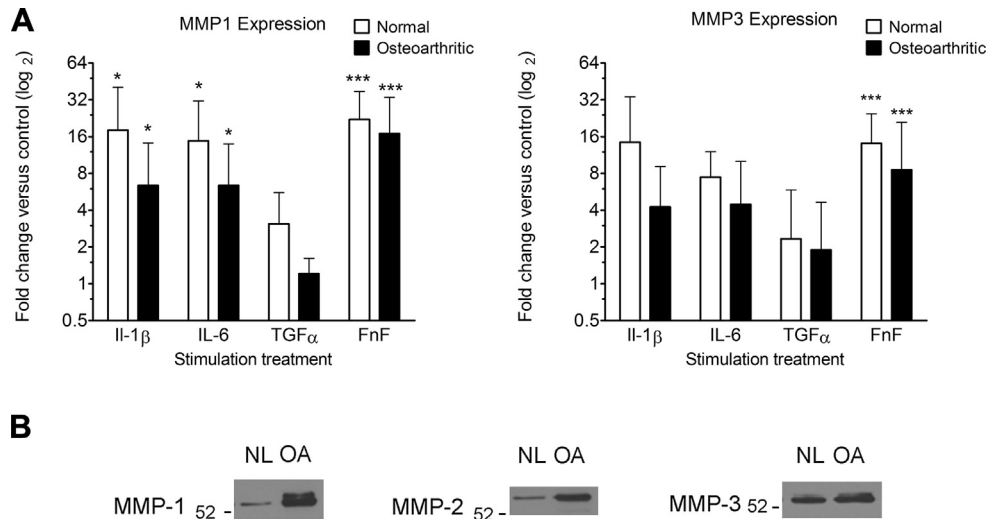 A
MMP1 Expression
Normal
Osteoarthritic
Fold change versus control (log 2)
64
32
16
8
4
2
1
0.5
* * * * *** ***
Il-1β IL-6 TGFα FnF
Stimulation treatment
MMP3 Expression
Normal
Osteoarthritic
Fold change versus control (log 2)
64
32
16
8
4
2
1
0.5
*** ***
Il-1β IL-6 TGFα FnF
Stimulation treatment
B
NL OA
MMP-1 52 -
NL OA
MMP-2 52 -
NL OA
MMP-3 52 -